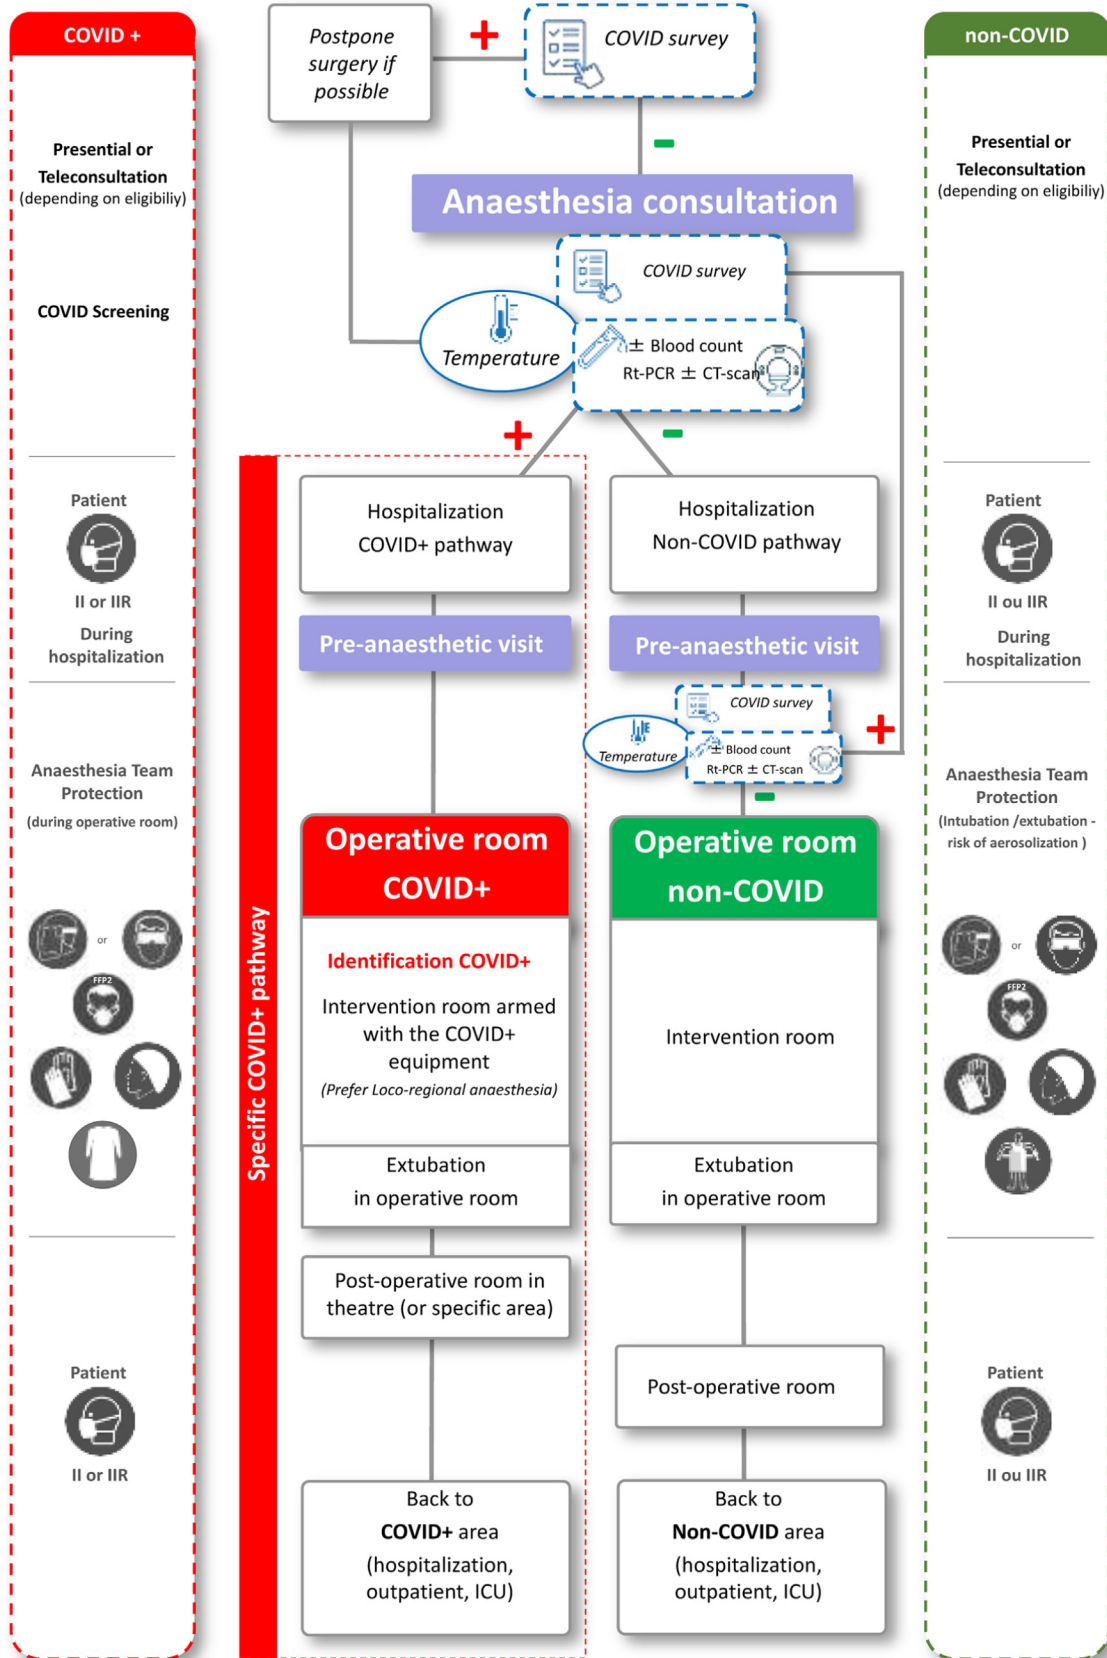 COVID +
Presential or
Teleconsultation
(depending on eligibiliy)
COVID Screening
Patient
II or IIR
During
hospitalization
Anaesthesia Team
Protection
(during operative room)
or
FFP2
Patient
II or IIR
Postpone
surgery if
possible
+
COVID survey
-
Anaesthesia consultation
COVID survey
Temperature
± Blood count
Rt-PCR ± CT-scan
+
-
Specific COVID+ pathway
Hospitalization
COVID+ pathway
Pre-anaesthetic visit
Operative room
COVID+
Identification COVID+
Intervention room armed
with the COVID+
equipment
(Prefer Loco-regional anaesthesia)
Extubation
in operative room
Post-operative room in
theatre (or specific area)
Back to
COVID+ area
(hospitalization,
outpatient, ICU)
Hospitalization
Non-COVID pathway
Pre-anaesthetic visit
COVID survey
Temperature
± Blood count
Rt-PCR ± CT-scan
+
-
Operative room
non-COVID
Intervention room
Extubation
in operative room
Post-operative room
Back to
Non-COVID area
(hospitalization,
outpatient, ICU)
non-COVID
Presential or
Teleconsultation
(depending on eligibiliy)
Patient
II ou IIR
During
hospitalization
Anaesthesia Team
Protection
(Intubation /extubation -
risk of aerosolization )
or
FFP2
Patient
II ou IIR